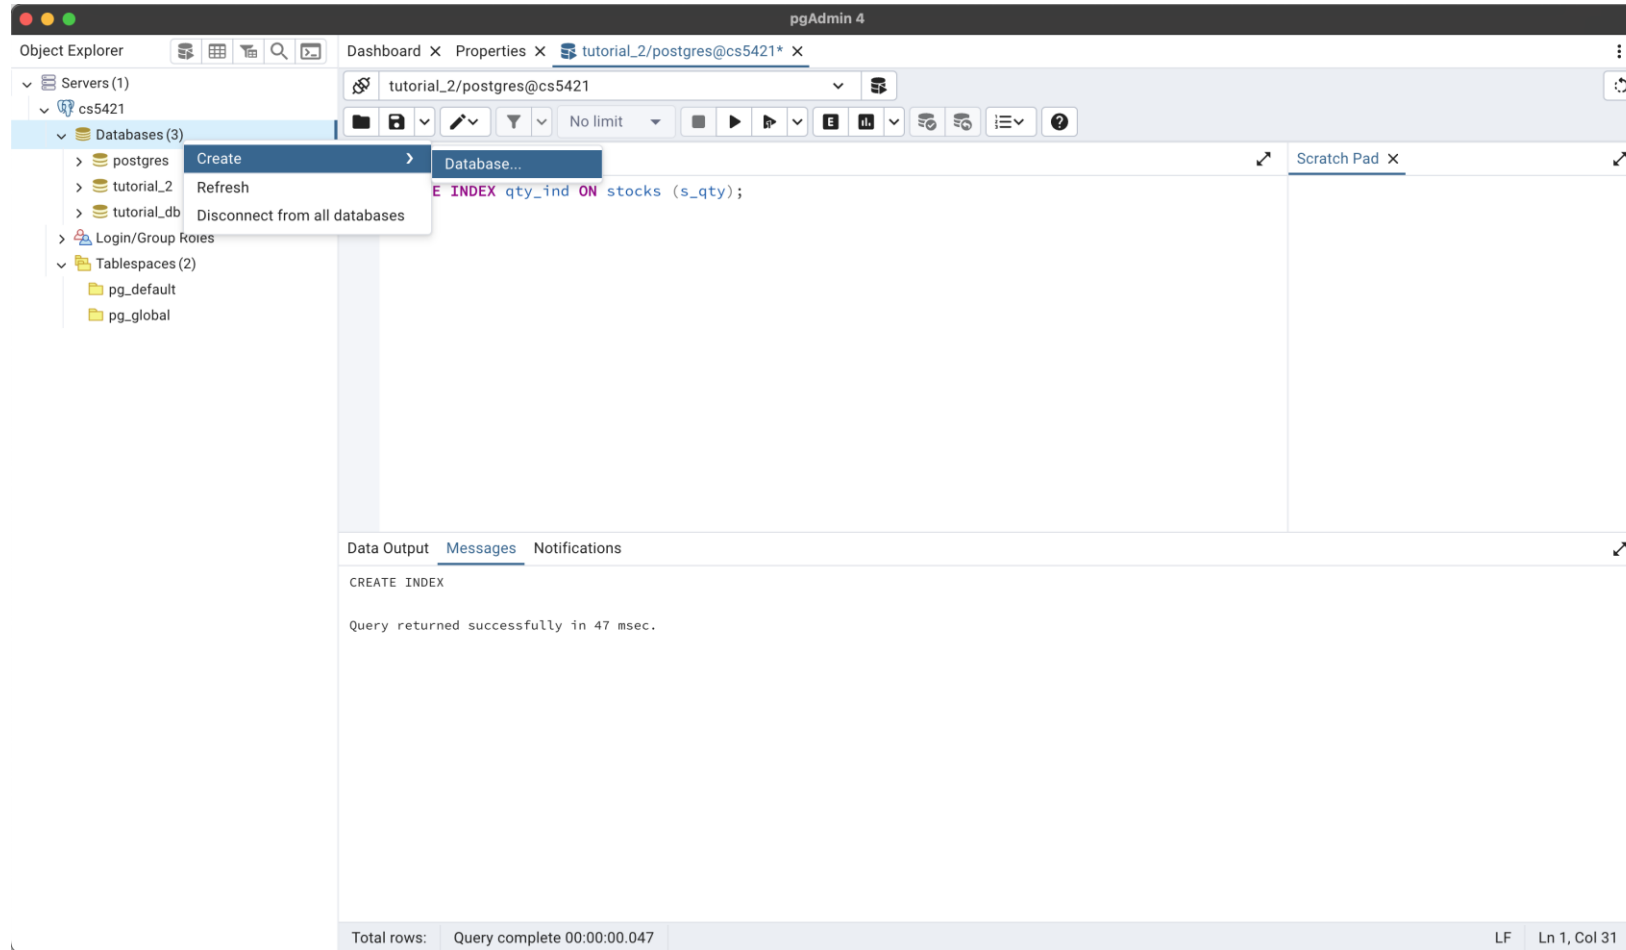 pgAdmin 4
Object Explorer
Dashboard
Properties
tutorial_2/postgres@cs5421*
Servers (1)
cs5421
Databases (3)
postgres
tutorial_2
tutorial_db
Login/Group Roles
Tablespaces (2)
pg_default
pg_global
tutorial_2/postgres@cs5421
No limit
E
Create
Refresh
Disconnect from all databases
Database...
E INDEX qty_ind ON stocks (s_qty);
Scratch Pad
Data Output Messages Notifications
CREATE INDEX
Query returned successfully in 47 msec.
Total rows: Query complete 00:00:00.047 LF Ln 1, Col 31